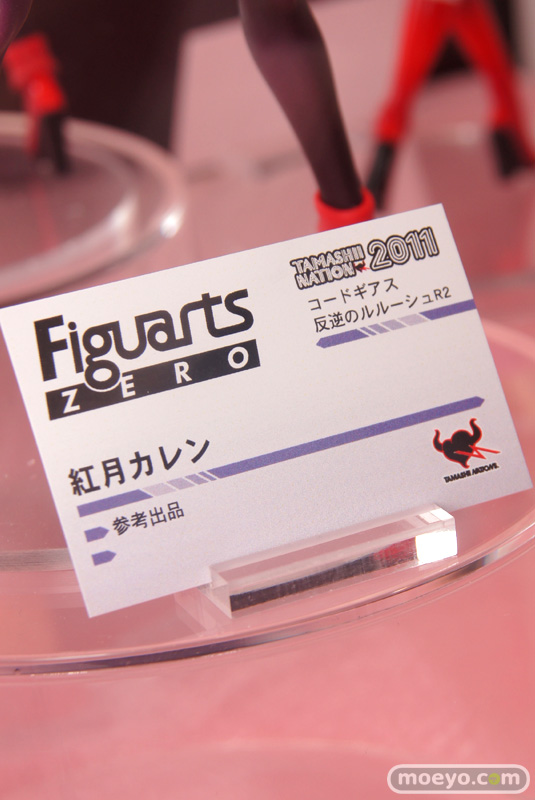 TAMASHII
NATION 2011
コードギアス
反逆のルルーシュR2
Figuarts
ZERO
紅月カレン
参考出品
TAMASHII NATIONS
moeyo.com